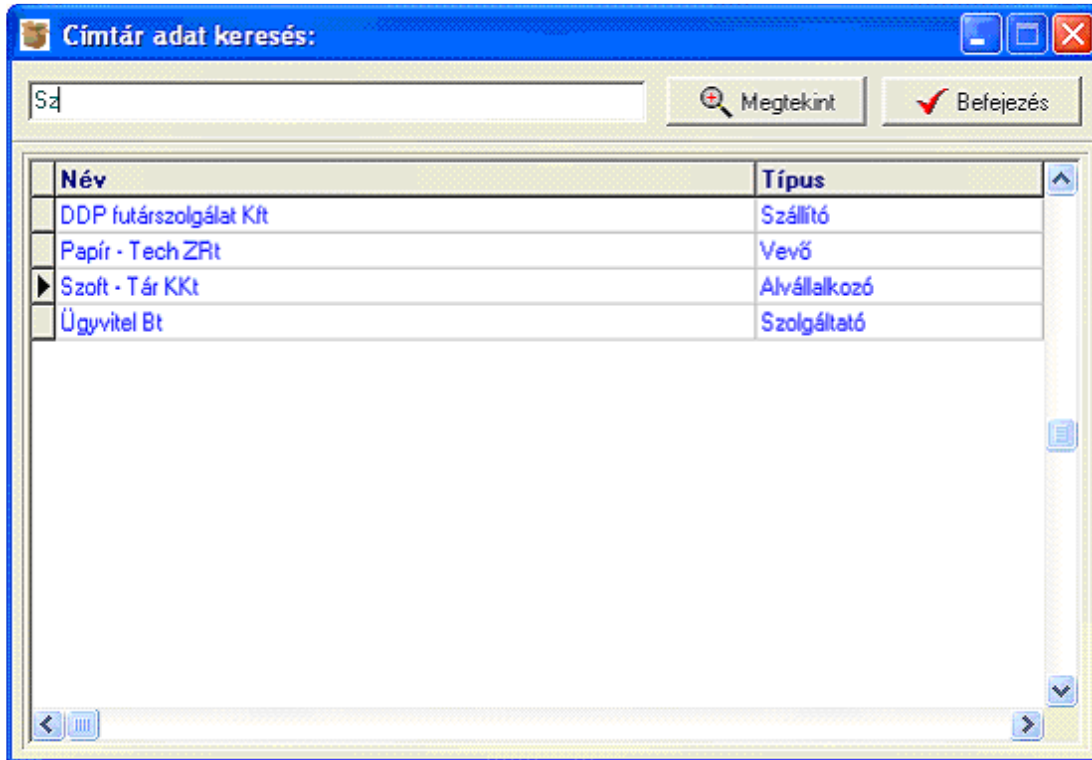 Címtár adat keresés:
Sz
Megtekint
Befejezés
Név Típus
DDP futárszolgálat Kft Szállító
Papír - Tech ZRt Vevő
Szoft - Tár KKt Alvállalkozó
Ügyvitel Bt Szolgáltató